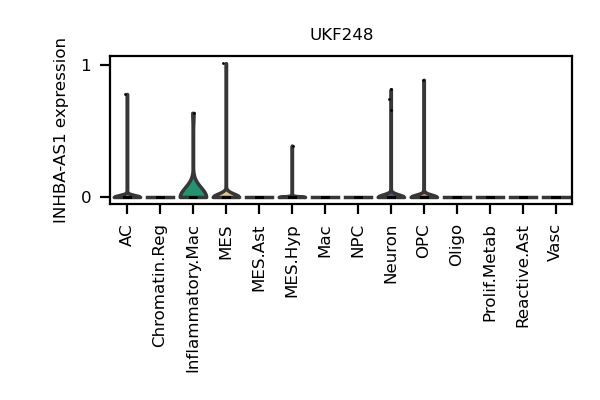 UKF248
INHBA-AS1 expression
1
0
AC
Chromatin.Reg
Inflammatory.Mac
MES
MES.Ast
MES.Hyp
Mac
NPC
Neuron
OPC
Oligo
Prolif.Metab
Reactive.Ast
Vasc